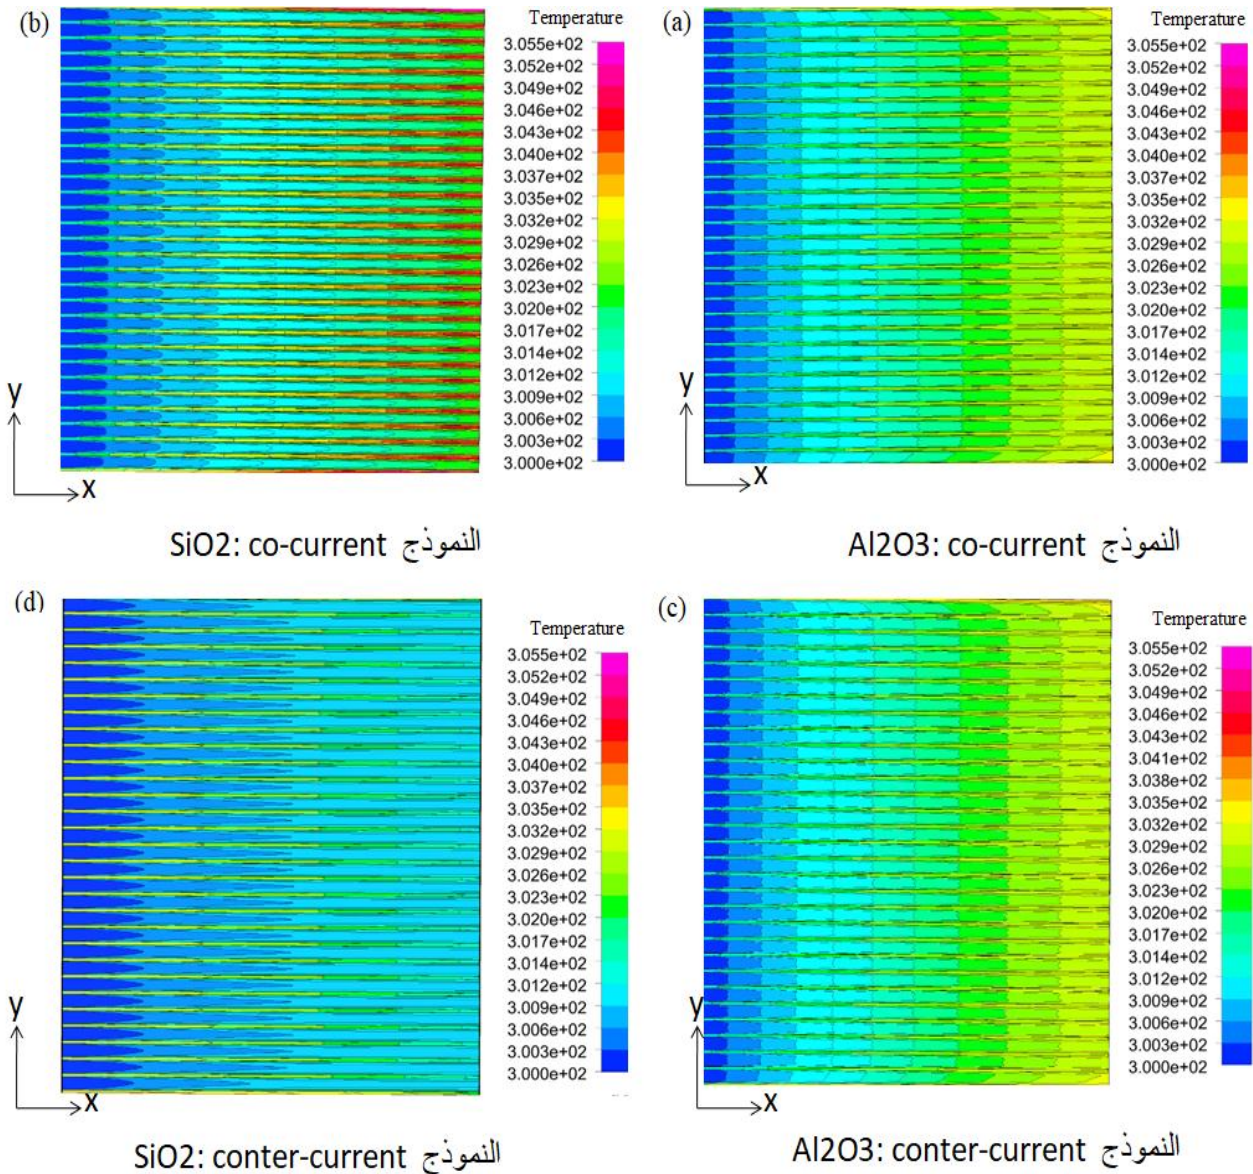 (b)
Temperature
3.055e+02
3.052e+02
3.049e+02
3.046e+02
3.043e+02
3.040e+02
3.037e+02
3.035e+02
3.032e+02
3.029e+02
3.026e+02
3.023e+02
3.020e+02
3.017e+02
3.014e+02
3.012e+02
3.009e+02
3.006e+02
3.003e+02
3.000e+02
y
x
النموذج SiO2: co-current
(a)
Temperature
3.055e+02
3.052e+02
3.049e+02
3.046e+02
3.043e+02
3.040e+02
3.037e+02
3.035e+02
3.032e+02
3.029e+02
3.026e+02
3.023e+02
3.020e+02
3.017e+02
3.014e+02
3.012e+02
3.009e+02
3.006e+02
3.003e+02
3.000e+02
y
x
النموذج Al2O3: co-current
(d)
Temperature
3.055e+02
3.052e+02
3.049e+02
3.046e+02
3.043e+02
3.040e+02
3.037e+02
3.035e+02
3.032e+02
3.029e+02
3.026e+02
3.023e+02
3.020e+02
3.017e+02
3.014e+02
3.012e+02
3.009e+02
3.006e+02
3.003e+02
3.000e+02
y
x
النموذج SiO2: conter-current
(c)
Temperature
3.055e+02
3.052e+02
3.049e+02
3.046e+02
3.043e+02
3.041e+02
3.038e+02
3.035e+02
3.032e+02
3.029e+02
3.026e+02
3.023e+02
3.020e+02
3.017e+02
3.014e+02
3.012e+02
3.009e+02
3.006e+02
3.003e+02
3.000e+02
y
x
النموذج Al2O3: conter-current